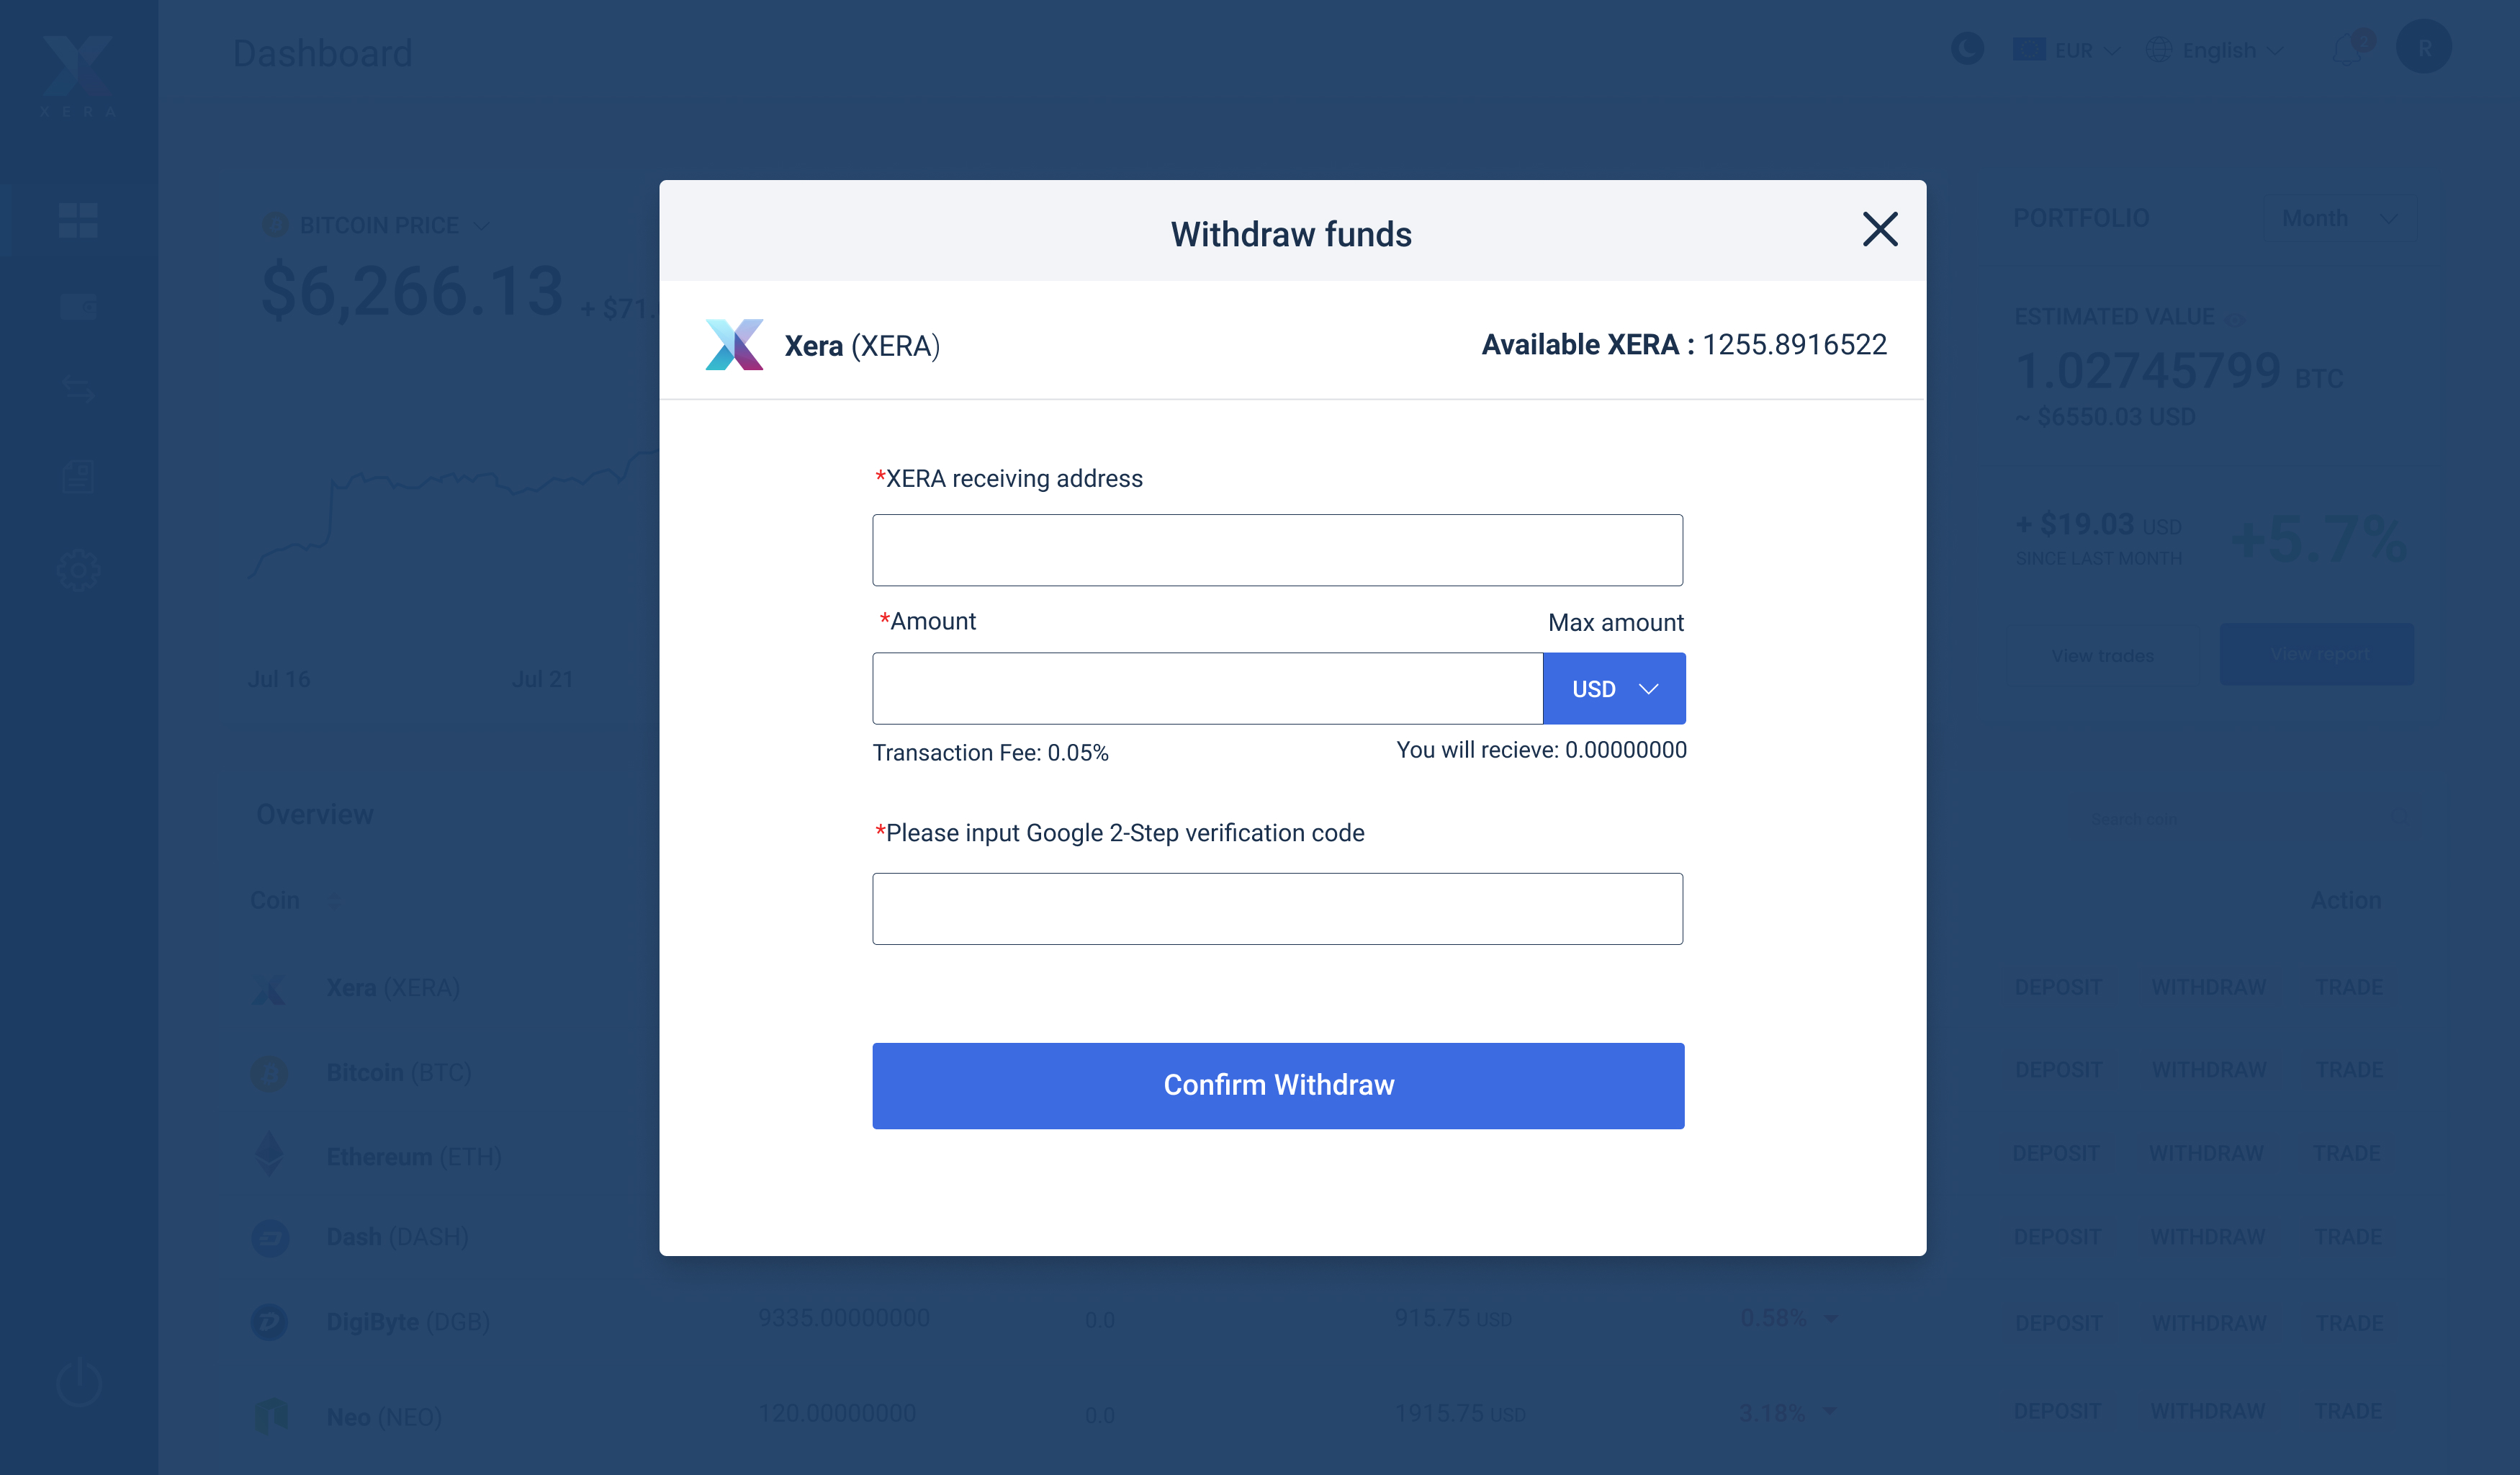 XERA
Dashboard
EUR
English
2
R
BITCOIN PRICE
$6,266.13 + $71.
Jul 16
Jul 21
Withdraw funds
Xera (XERA)
Available XERA : 1255.8916522
*XERA receiving address
*Amount
Max amount
USD
Transaction Fee: 0.05%
You will recieve: 0.00000000
*Please input Google 2-Step verification code
Confirm Withdraw
PORTFOLIO
Month
ESTIMATED VALUE
1.02745799 BTC
~ $6550.03 USD
+ $19.03 USD
SINCE LAST MONTH
+5.7%
View trades
View report
Overview
Search coin
Coin
Action
Xera (XERA)
DEPOSIT WITHDRAW TRADE
Bitcoin (BTC)
DEPOSIT WITHDRAW TRADE
Ethereum (ETH)
DEPOSIT WITHDRAW TRADE
Dash (DASH)
DEPOSIT WITHDRAW TRADE
DigiByte (DGB) 9335.00000000 0.0 915.75 USD 0.58%
DEPOSIT WITHDRAW TRADE
Neo (NEO) 120.00000000 0.0 1915.75 USD 3.18%
DEPOSIT WITHDRAW TRADE